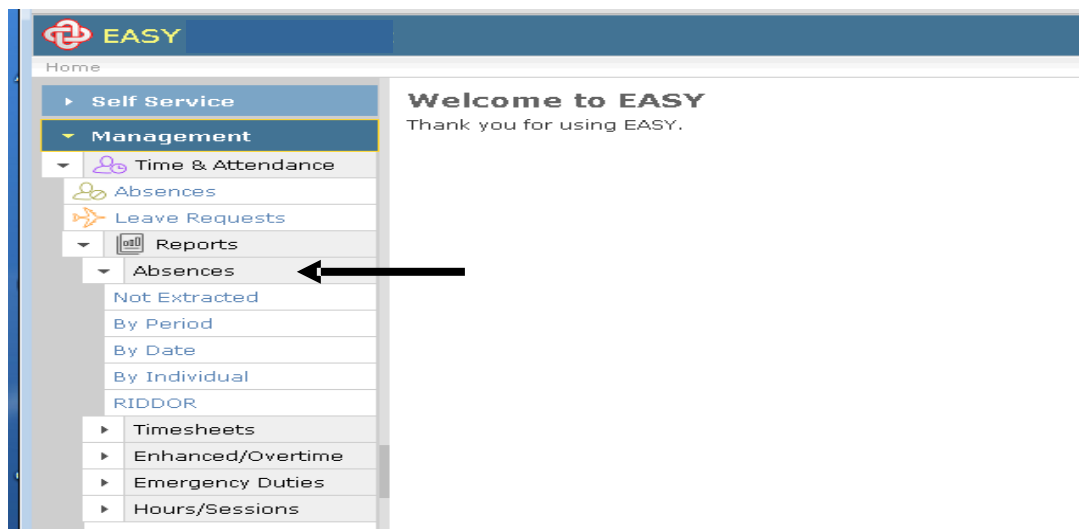 EASY
Home
Self Service
Management
Time & Attendance
Absences
Leave Requests
Reports
Absences
Not Extracted
By Period
By Date
By Individual
RIDDOR
Timesheets
Enhanced/Overtime
Emergency Duties
Hours/Sessions
Welcome to EASY
Thank you for using EASY.